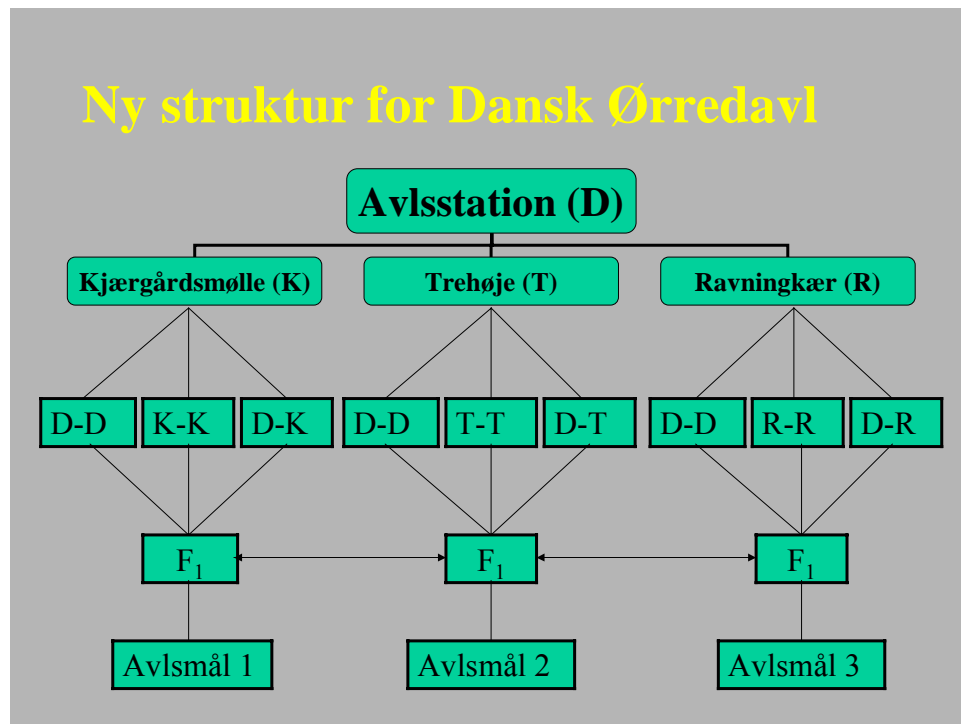 Ny struktur for Dansk Ørredavl
Avlsstation (D)
Kjærgårdsmølle (K) Trehøje (T) Ravningkær (R)
D-D K-K D-K D-D T-T D-T D-D R-R D-R
F₁ F₁ F₁
Avlsmål 1 Avlsmål 2 Avlsmål 3